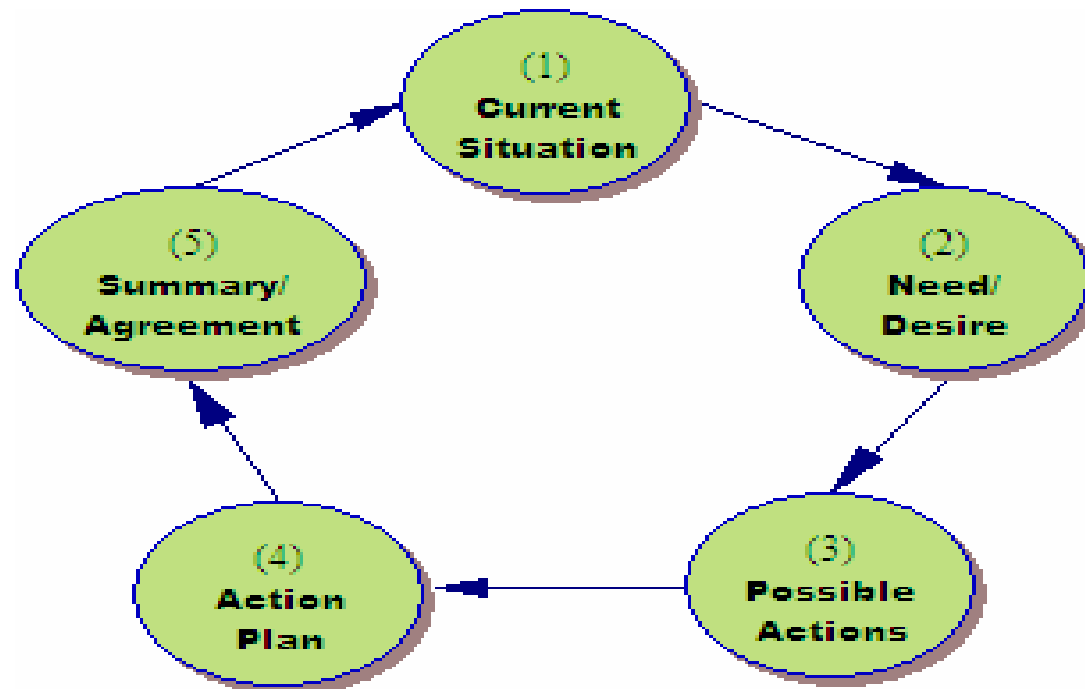 (1)
Current
Situation
(2)
Need/
Desire
(3)
Possible
Actions
(4)
Action
Plan
(5)
Summary/
Agreement